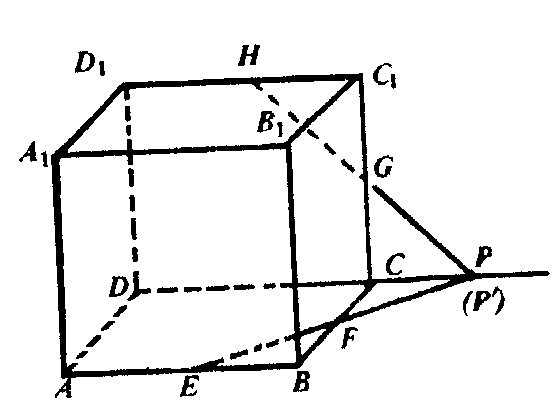 D₁ H C₁
B₁
A₁
G
C P
D (P′)
F
A E B